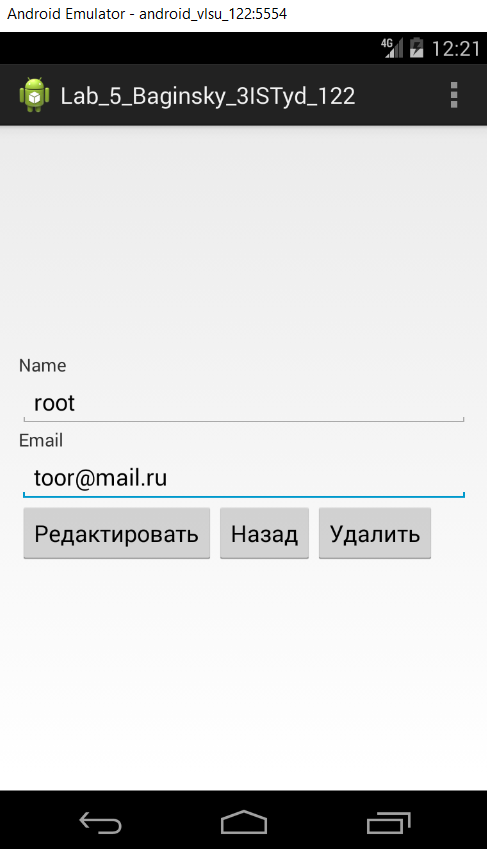 Android Emulator - android_vlsu_122:5554
4G 12:21
Lab_5_Baginsky_3ISTyd_122
Name
root
Email
toor@mail.ru
Редактировать Назад Удалить